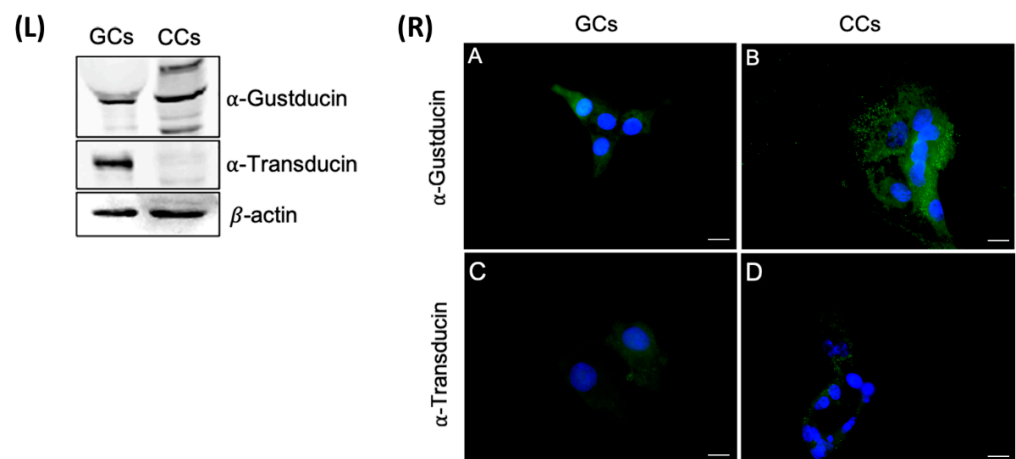 (L)
GCs CCs
α-Gustducin
α-Transducin
β-actin
(R)
GCs CCs
α-Gustducin
A B
α-Transducin
C D